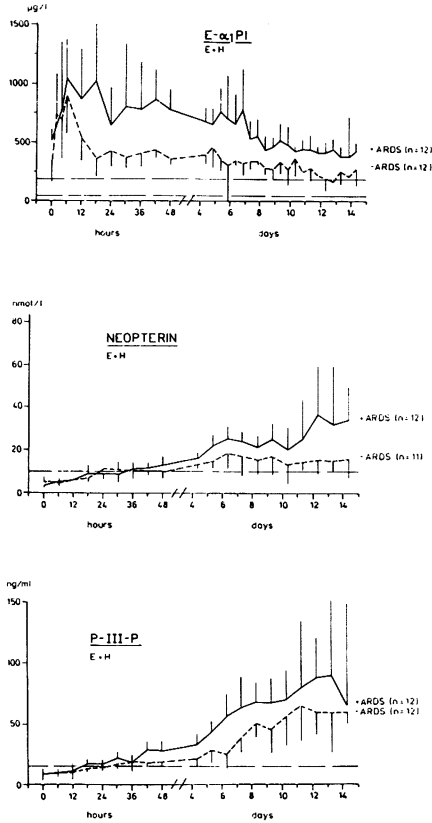 µg/l
E-α₁PI
E+H
1500
1000
500
0
+ARDS (n=12)
-ARDS (n=12)
0 12 24 36 48 4 6 8 10 12 14
hours days
nmol/l
NEOPTERIN
E+H
80
60
40
20
0
+ARDS (n=12)
-ARDS (n=11)
0 12 24 36 48 4 6 8 10 12 14
hours days
ng/ml
P-III-P
E+H
150
100
50
0
+ARDS (n=12)
-ARDS (n=12)
0 12 24 36 48 4 6 8 10 12 14
hours days